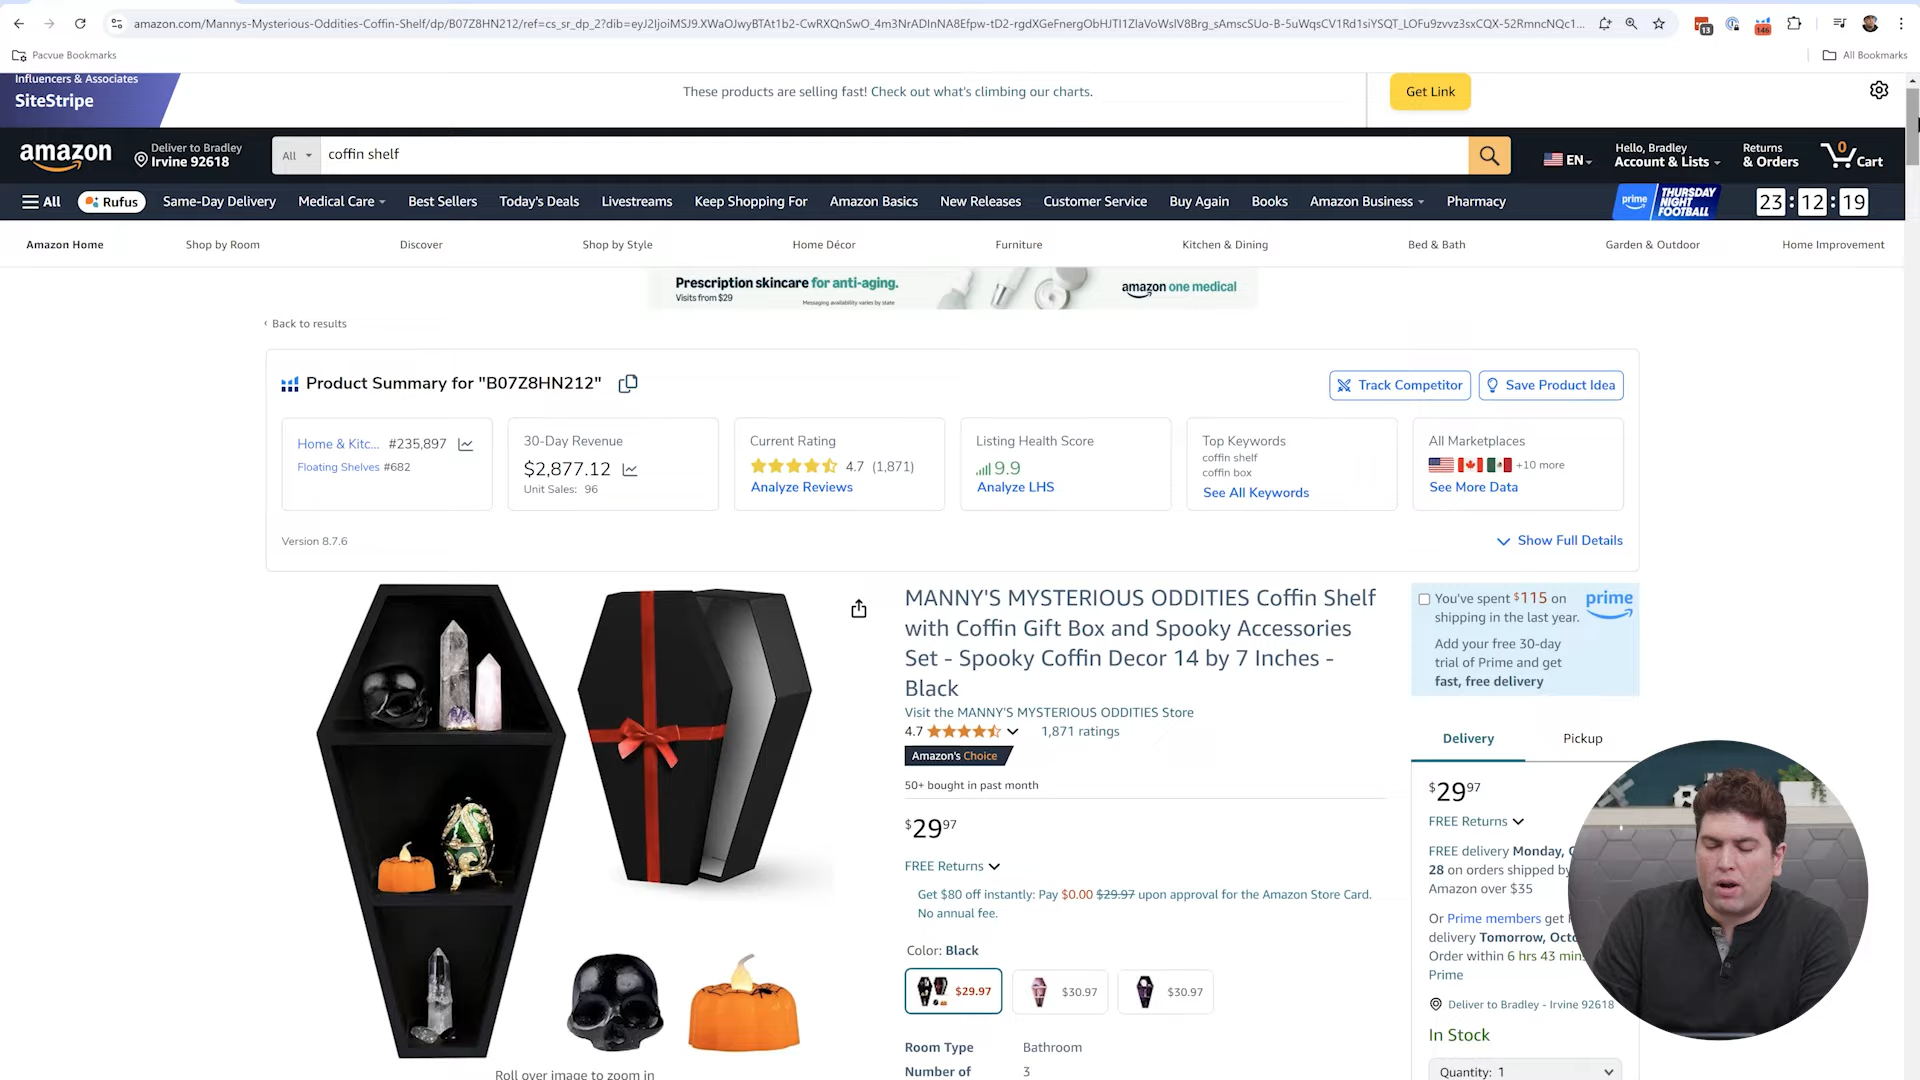 amazon.com/Mannys-Mysterious-Oddities-Coffin-Shelf/dp/B07Z8HN212/ref=cs_sr_dp_2?dib=
13
146
Pacvue Bookmarks
All Bookmarks
Influencers & Associates
SiteStripe
These products are selling fast! Check out what's climbing our charts.
Get Link
amazon
Deliver to Bradley
Irvine 92618
All
coffin shelf
EN
Hello, Bradley
Account & Lists
Returns
& Orders
0
Cart
All
Rufus
Same-Day Delivery
Medical Care
Best Sellers
Today's Deals
Livestreams
Keep Shopping For
Amazon Basics
New Releases
Customer Service
Buy Again
Books
Amazon Business
Pharmacy
prime
THURSDAY
NIGHT
FOOTBALL
23 : 12 : 19
Amazon Home
Shop by Room
Discover
Shop by Style
Home Décor
Furniture
Kitchen & Dining
Bed & Bath
Garden & Outdoor
Home Improvement
Prescription skincare for anti-aging.
Visits from $29
Messaging availability varies by state
amazon one medical
‹ Back to results
Product Summary for "B07Z8HN212"
Track Competitor
Save Product Idea
Home & Kitc... #235,897
Floating Shelves #682
30-Day Revenue
$2,877.12
Unit Sales: 96
Current Rating
4.7 (1,871)
Analyze Reviews
Listing Health Score
9.9
Analyze LHS
Top Keywords
coffin shelf
coffin box
See All Keywords
All Marketplaces
+10 more
See More Data
Version 8.7.6
Show Full Details
MANNY'S MYSTERIOUS ODDITIES Coffin Shelf
with Coffin Gift Box and Spooky Accessories
Set - Spooky Coffin Decor 14 by 7 Inches -
Black
Visit the MANNY'S MYSTERIOUS ODDITIES Store
4.7
1,871 ratings
Amazon's Choice
50+ bought in past month
$29 97
FREE Returns
Get $80 off instantly: Pay $0.00 $29.97 upon approval for the Amazon Store Card.
No annual fee.
Color: Black
$29.97
$30.97
$30.97
Room Type Bathroom
Number of 3
Roll over image to zoom in
You've spent $115 on
shipping in the last year.
prime
Add your free 30-day
trial of Prime and get
fast, free delivery
Delivery
Pickup
$29 97
FREE Returns
FREE delivery Monday,
28 on orders shipped by
Amazon over $35
Or Prime members get
delivery Tomorrow,
Order within 6 hrs 43
Prime
Deliver to Bradley - Irvine 92618
In Stock
Quantity: 1